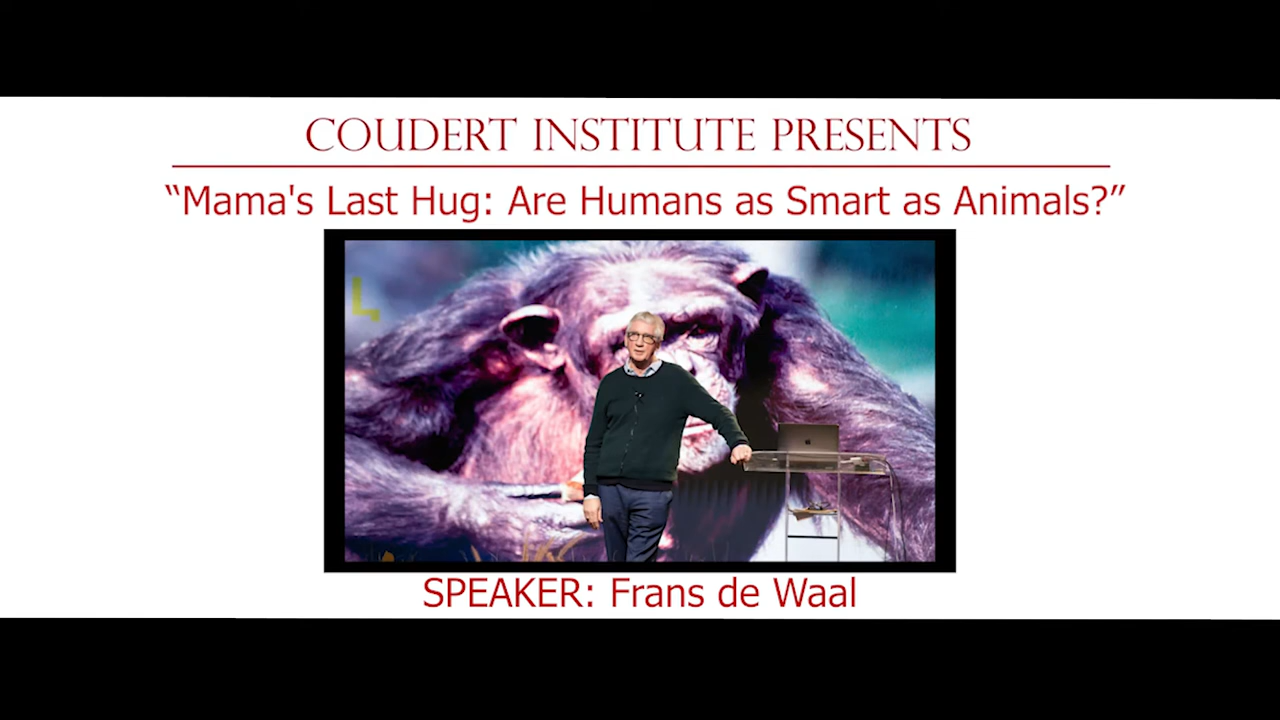 COUDERT INSTITUTE PRESENTS
“Mama's Last Hug: Are Humans as Smart as Animals?”
SPEAKER: Frans de Waal